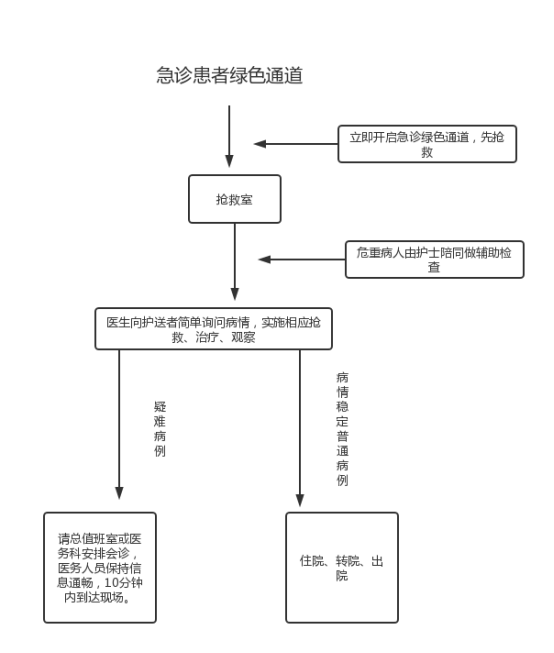 急诊患者绿色通道
立即开启急诊绿色通道，先抢
救
抢救室
危重病人由护士陪同做辅助检
查
医生向护送者简单询问病情，实施相应抢
救、治疗、观察
疑
难
病
例
病
情
稳
定
普
通
病
例
请总值班室或医
务科安排会诊，
医务人员保持信
息通畅，10分钟
内到达现场。
住院、转院、出
院